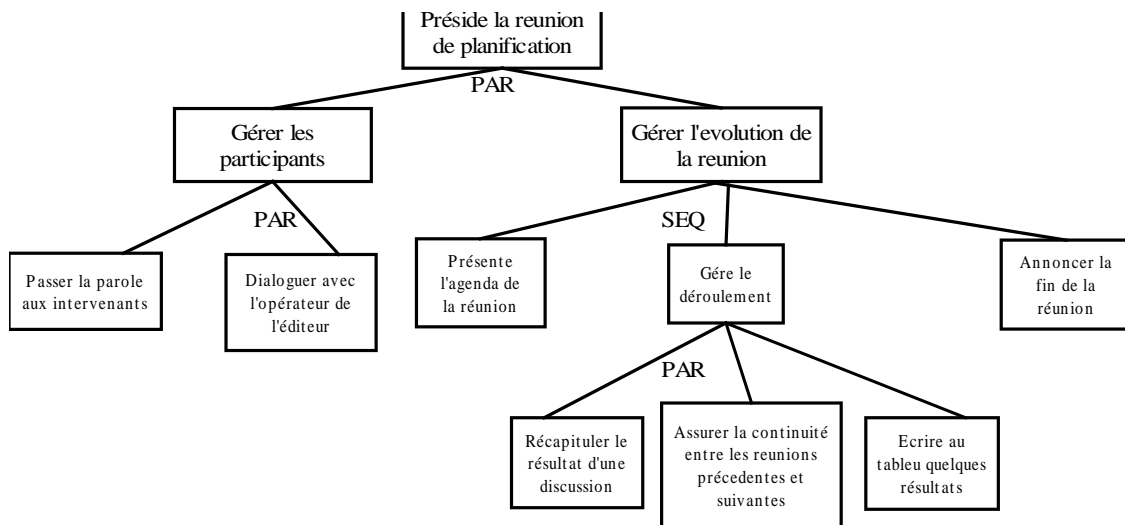 Préside la reunion
de planification
PAR
Gérer les
participants
Gérer l'evolution de
la reunion
PAR
SEQ
Passer la parole
aux intervenants
Dialoguer avec
l'opérateur de
l'éditeur
Présente
l'agenda de
la réunion
Gére le
déroulement
Annoncer la
fin de la
réunion
PAR
Récapituler le
résultat d'une
discussion
Assurer la continuité
entre les reunions
précedentes et
suivantes
Ecrire au
tableu quelques
résultats